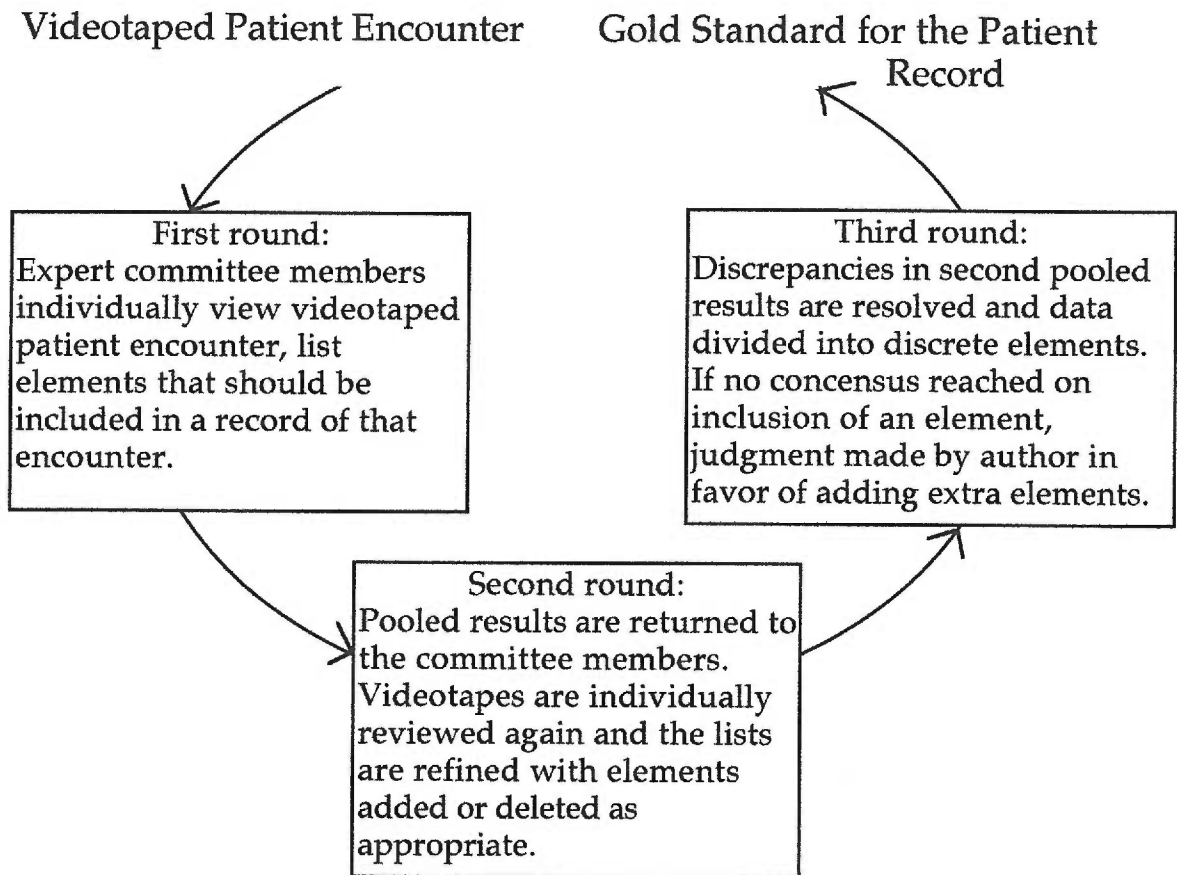 Videotaped Patient Encounter
Gold Standard for the Patient
Record
First round:
Expert committee members
individually view videotaped
patient encounter, list
elements that should be
included in a record of that
encounter.
Second round:
Pooled results are returned to
the committee members.
Videotapes are individually
reviewed again and the lists
are refined with elements
added or deleted as
appropriate.
Third round:
Discrepancies in second pooled
results are resolved and data
divided into discrete elements.
If no concensus reached on
inclusion of an element,
judgment made by author in
favor of adding extra elements.